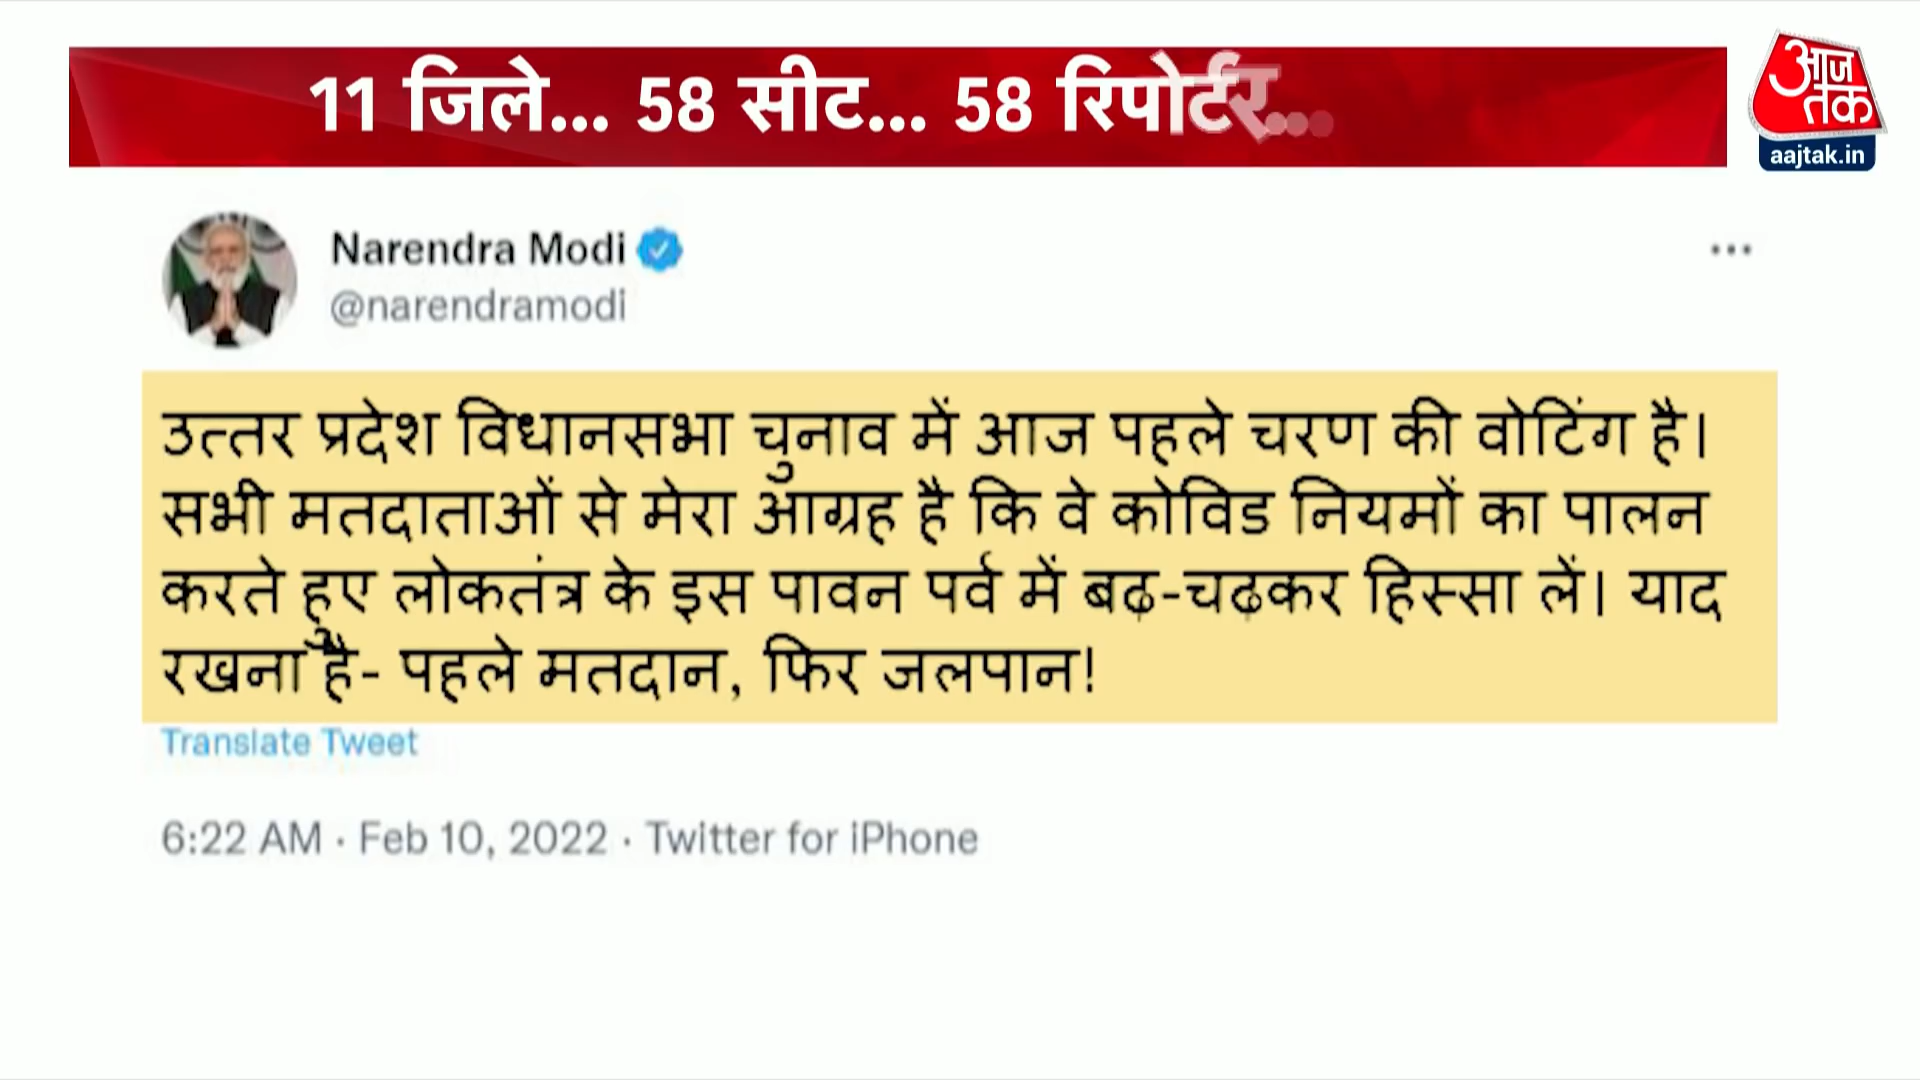 11 जिले... 58 सीट... 58 रिपोर्टर...
आज
तक
aajtak.in
Narendra Modi
@narendramodi
उत्तर प्रदेश विधानसभा चुनाव में आज पहले चरण की वोटिंग है।
सभी मतदाताओं से मेरा आग्रह है कि वे कोविड नियमों का पालन
करते हुए लोकतंत्र के इस पावन पर्व में बढ़-चढ़कर हिस्सा लें। याद
रखना है- पहले मतदान, फिर जलपान!
Translate Tweet
6:22 AM · Feb 10, 2022 · Twitter for iPhone